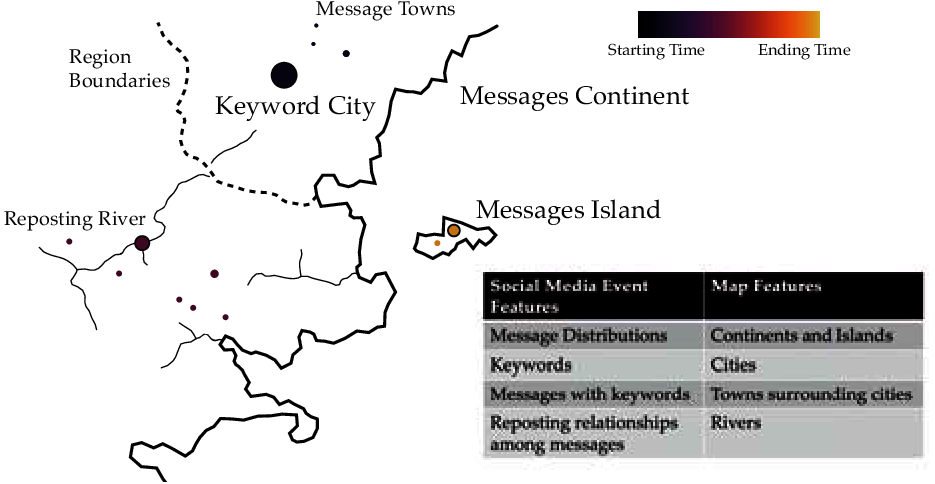 Message Towns
Starting Time
Ending Time
Region
Boundaries
Keyword City
Messages Continent
Reposting River
Messages Island
Social Media Event
Features
Map Features
Message Distributions
Continents and Islands
Keywords
Cities
Messages with keywords
Towns surrounding cities
Reposting relationships
among messages
Rivers